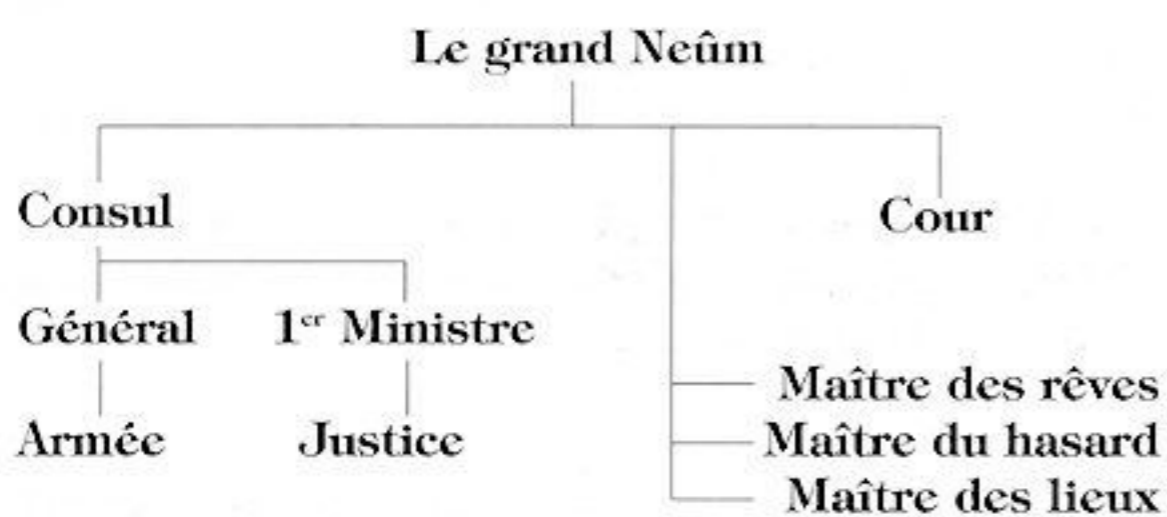 Le grand Neûm
Consul
Cour
Général 1er Ministre
Maître des rêves
Armée Justice
Maître du hasard
Maître des lieux